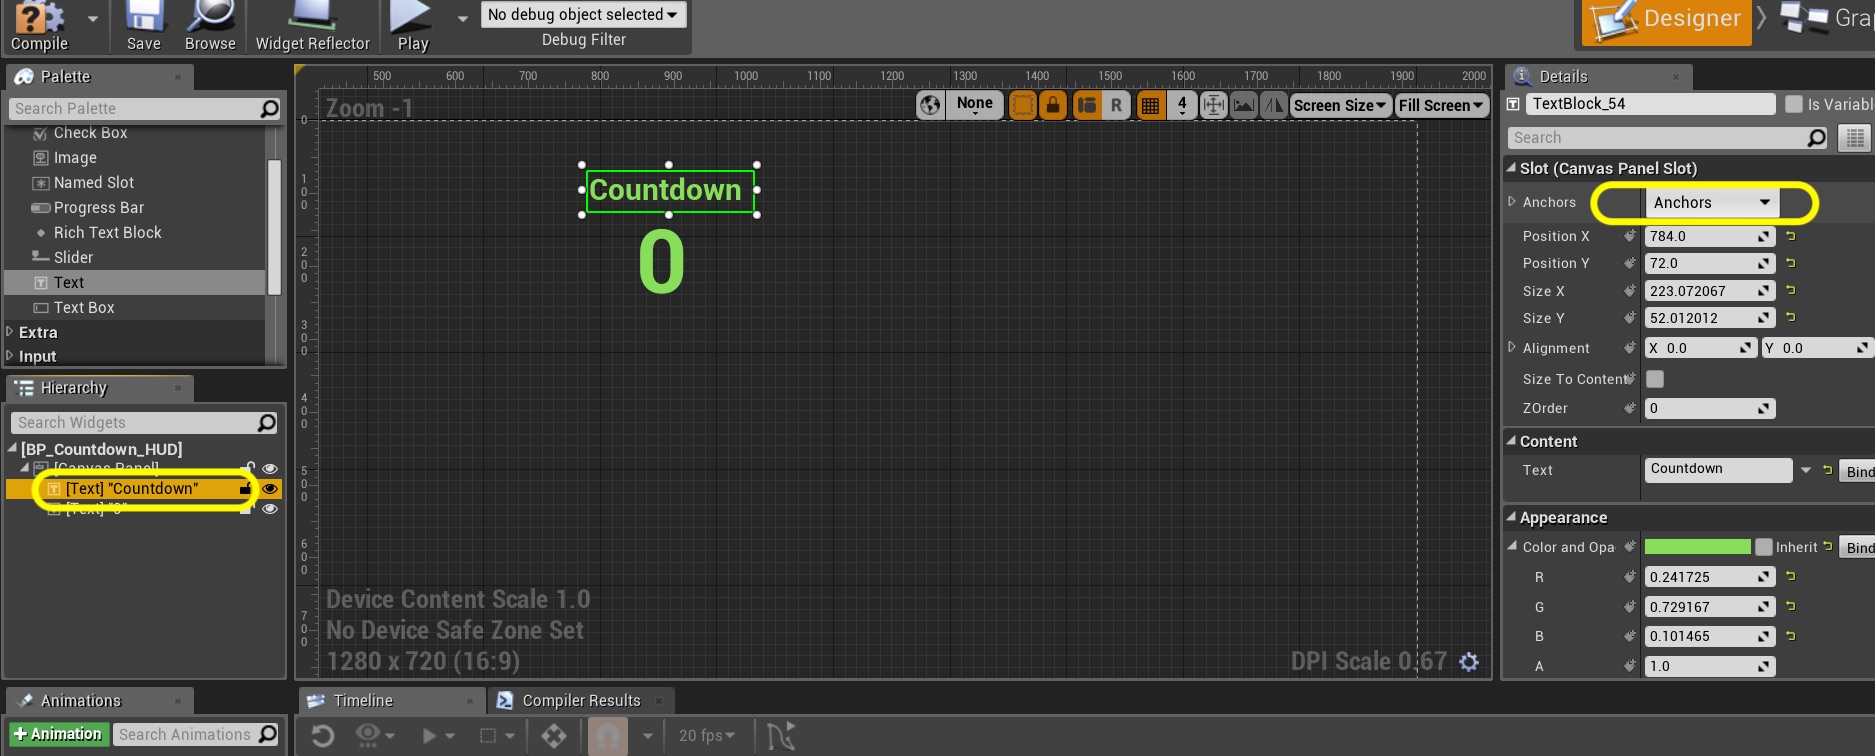 Compile
Save
Browse
Widget Reflector
Play
No debug object selected
Debug Filter
Designer
Gra
Palette
Search Palette
Check Box
Image
Named Slot
Progress Bar
Rich Text Block
Slider
Text
Text Box
Extra
Input
Hierarchy
Search Widgets
[BP_Countdown_HUD]
[Canvas Panel]
[Text] "Countdown"
[Text] "0"
Animations
+ Animation
Search Animations
500 600 700 800 900 1000 1100 1200 1300 1400 1500 1600 1700 1800 1900 2000
Zoom -1
None
R
4
Screen Size
Fill Screen
0
100
200
300
400
500
600
700
Countdown
0
Device Content Scale 1.0
No Device Safe Zone Set
1280 x 720 (16:9)
DPI Scale 0.67
Timeline
Compiler Results
20 fps
Details
TextBlock_54
Is Variabl
Search
Slot (Canvas Panel Slot)
Anchors Anchors
Position X 784.0
Position Y 72.0
Size X 223.072067
Size Y 52.012012
Alignment X 0.0 Y 0.0
Size To Content
ZOrder 0
Content
Text Countdown Bind
Appearance
Color and Opa Inherit Bind
R 0.241725
G 0.729167
B 0.101465
A 1.0